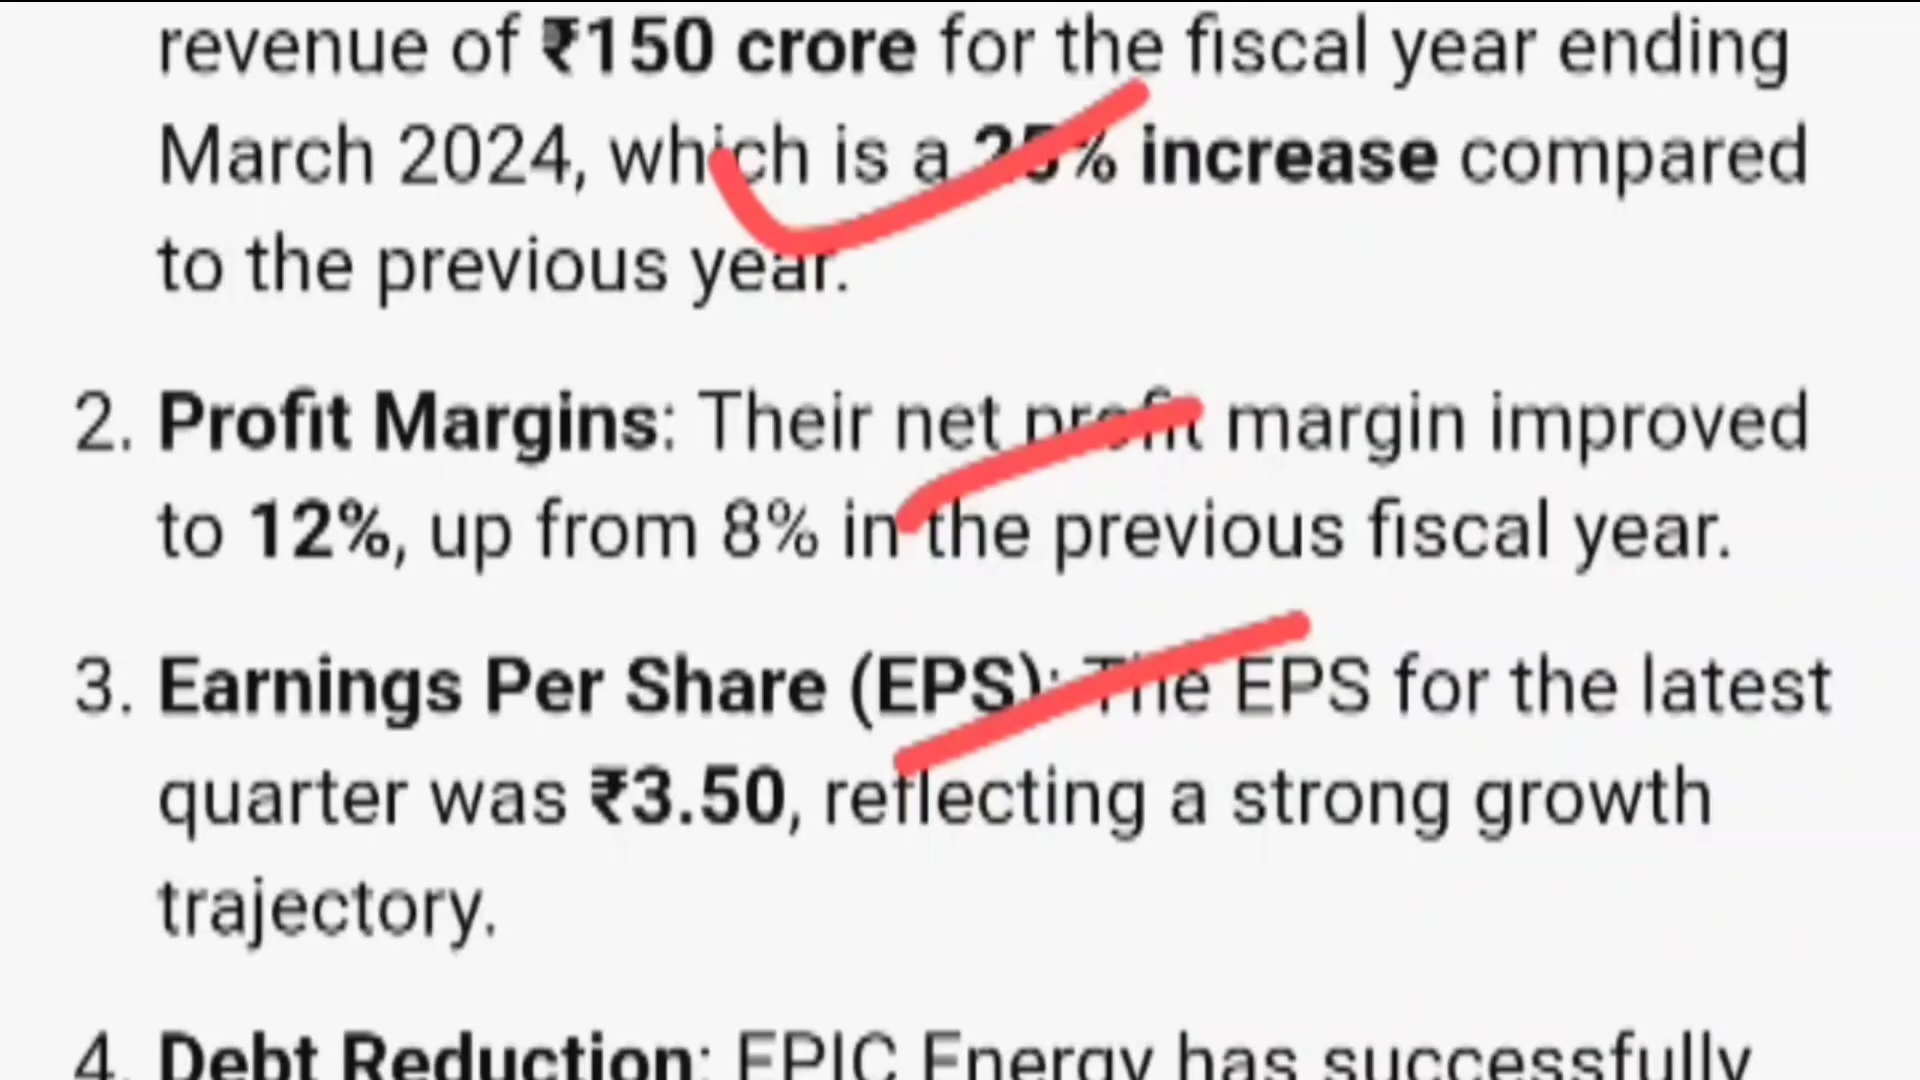 revenue of ₹150 crore for the fiscal year ending
March 2024, which is a 25% increase compared
to the previous year.
2. Profit Margins: Their net profit margin improved
to 12%, up from 8% in the previous fiscal year.
3. Earnings Per Share (EPS): The EPS for the latest
quarter was ₹3.50, reflecting a strong growth
trajectory.
4. Debt Reduction: EPIC Energy has successfully